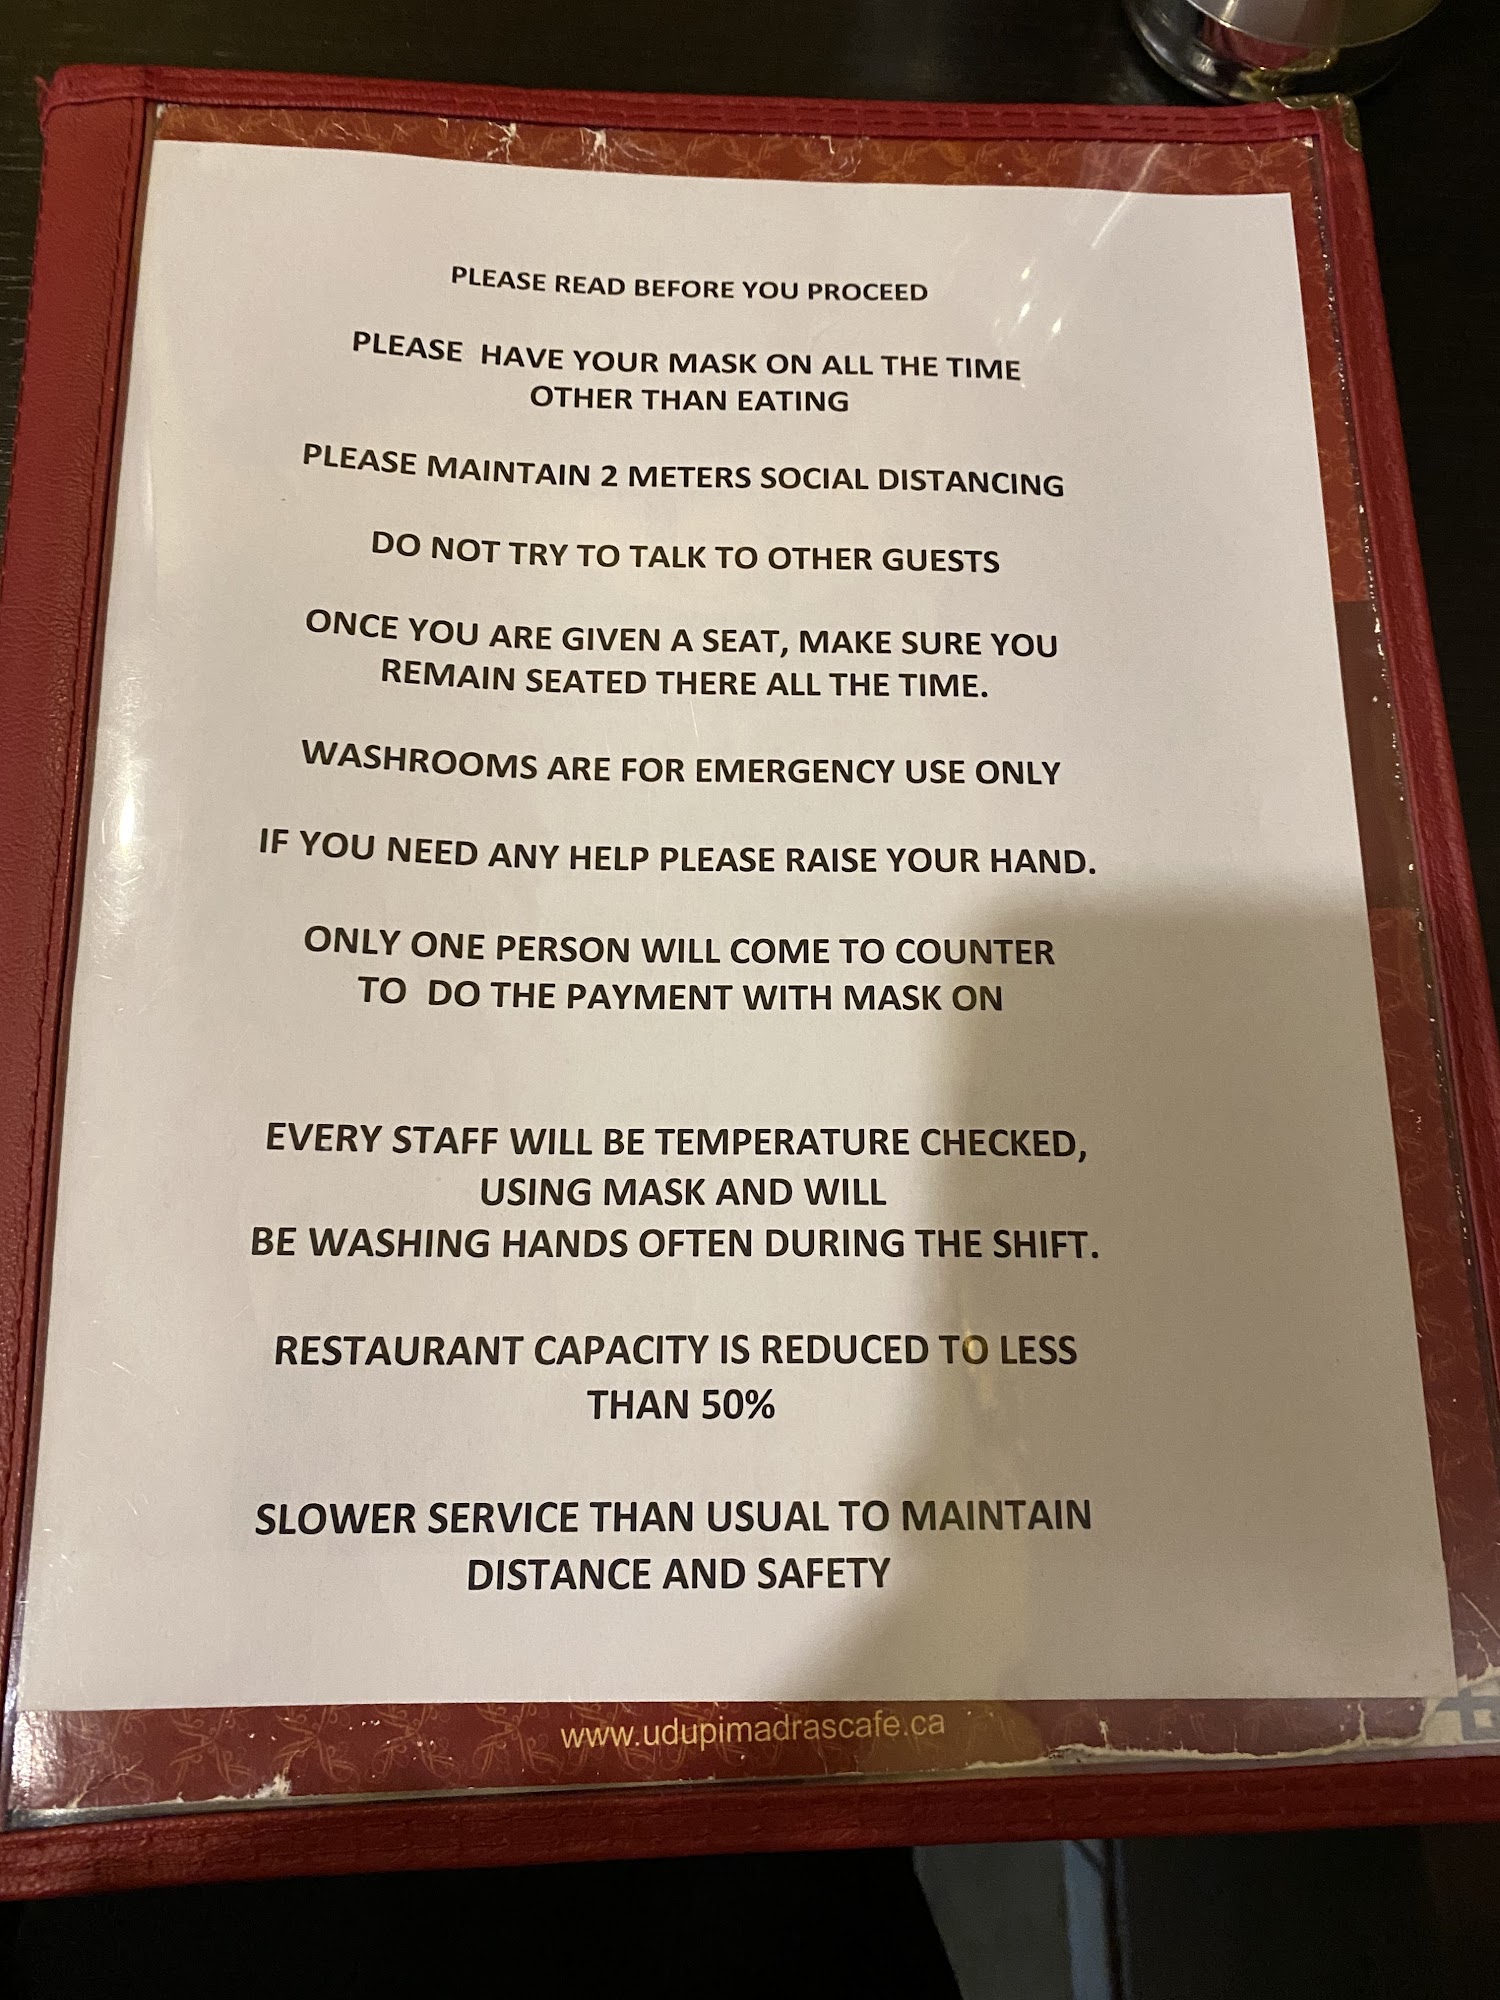 PLEASE READ BEFORE YOU PROCEED
PLEASE HAVE YOUR MASK ON ALL THE TIME
OTHER THAN EATING
PLEASE MAINTAIN 2 METERS SOCIAL DISTANCING
DO NOT TRY TO TALK TO OTHER GUESTS
ONCE YOU ARE GIVEN A SEAT, MAKE SURE YOU
REMAIN SEATED THERE ALL THE TIME.
WASHROOMS ARE FOR EMERGENCY USE ONLY
IF YOU NEED ANY HELP PLEASE RAISE YOUR HAND.
ONLY ONE PERSON WILL COME TO COUNTER
TO DO THE PAYMENT WITH MASK ON
EVERY STAFF WILL BE TEMPERATURE CHECKED,
USING MASK AND WILL
BE WASHING HANDS OFTEN DURING THE SHIFT.
RESTAURANT CAPACITY IS REDUCED TO LESS
THAN 50%
SLOWER SERVICE THAN USUAL TO MAINTAIN
DISTANCE AND SAFETY
www.udupimadrascafe.ca